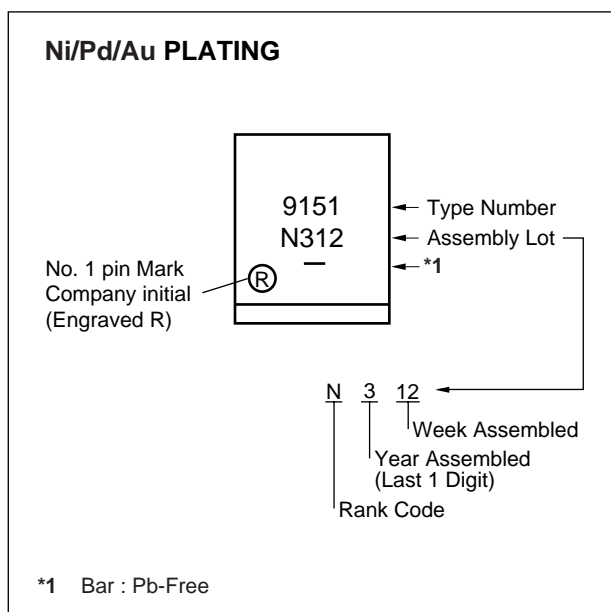 Ni/Pd/Au PLATING
9151
N312
R
Type Number
Assembly Lot
*1
No. 1 pin Mark
Company initial
(Engraved R)
N 3 12
Week Assembled
Year Assembled
(Last 1 Digit)
Rank Code
*1 Bar : Pb-Free